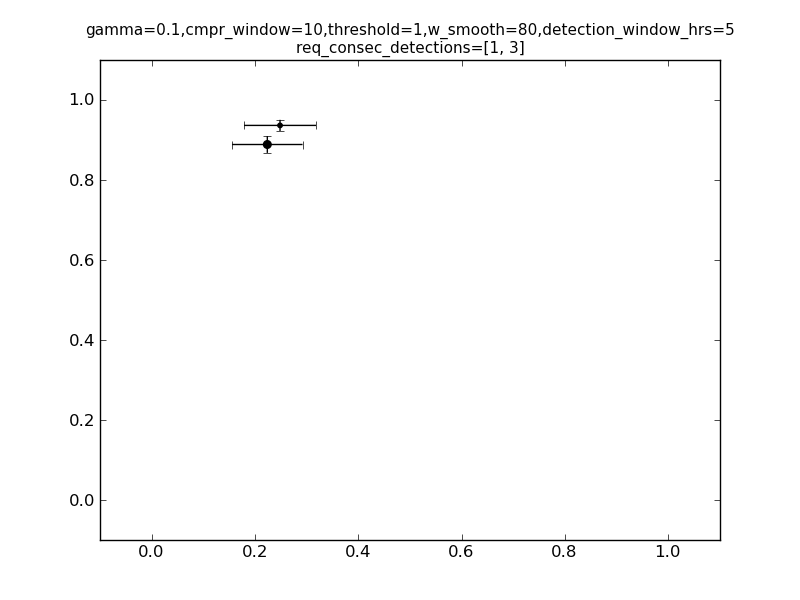 gamma=0.1,cmpr_window=10,threshold=1,w_smooth=80,detection_window_hrs=5
req_consec_detections=[1, 3]
1.0
0.8
0.6
0.4
0.2
0.0
0.0 0.2 0.4 0.6 0.8 1.0